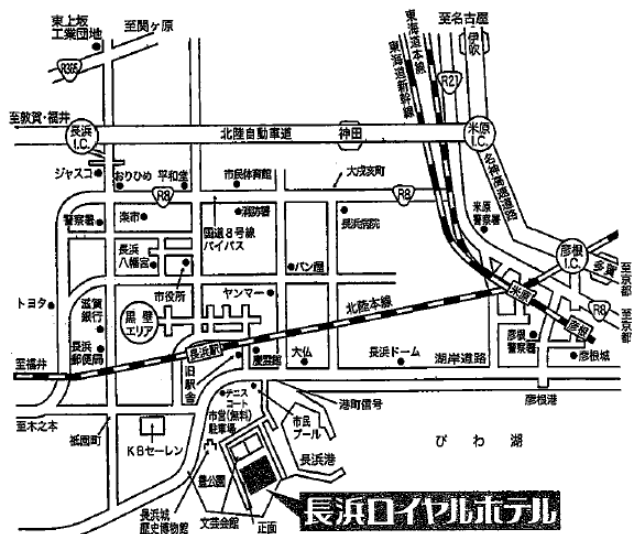 東上坂
工業団地
至関ヶ原
至名古屋
東海道本線
東海道新幹線
伊吹
R365
R21
至敦賀・福井
長浜
I.C.
北陸自動車道
神田
米原
I.C.
名神高速道路
ジャスコ
おりひめ
平和堂
市民体育館
大戌亥町
R8
R8
警察署
楽市
消防署
国道8号線
バイパス
長浜病院
米原
警察署
彦根
I.C.
多賀
至京都
長浜
八幡宮
市役所
パン屋
トヨタ
滋賀
銀行
黒壁
エリア
ヤンマー
北陸本線
米原
R8
至京都
長浜
郵便局
長浜駅
旧駅舎
慶雲館
大仏
長浜ドーム
湖岸道路
彦根
警察署
彦根
彦根城
至福井
至木之本
祇園町
KBセーレン
テニス
コート
市営(無料)
駐車場
市民
プール
港町信号
彦根港
長浜港
びわ湖
豊公園
長浜城
歴史博物館
文芸会館
正面
長浜ロイヤルホテル